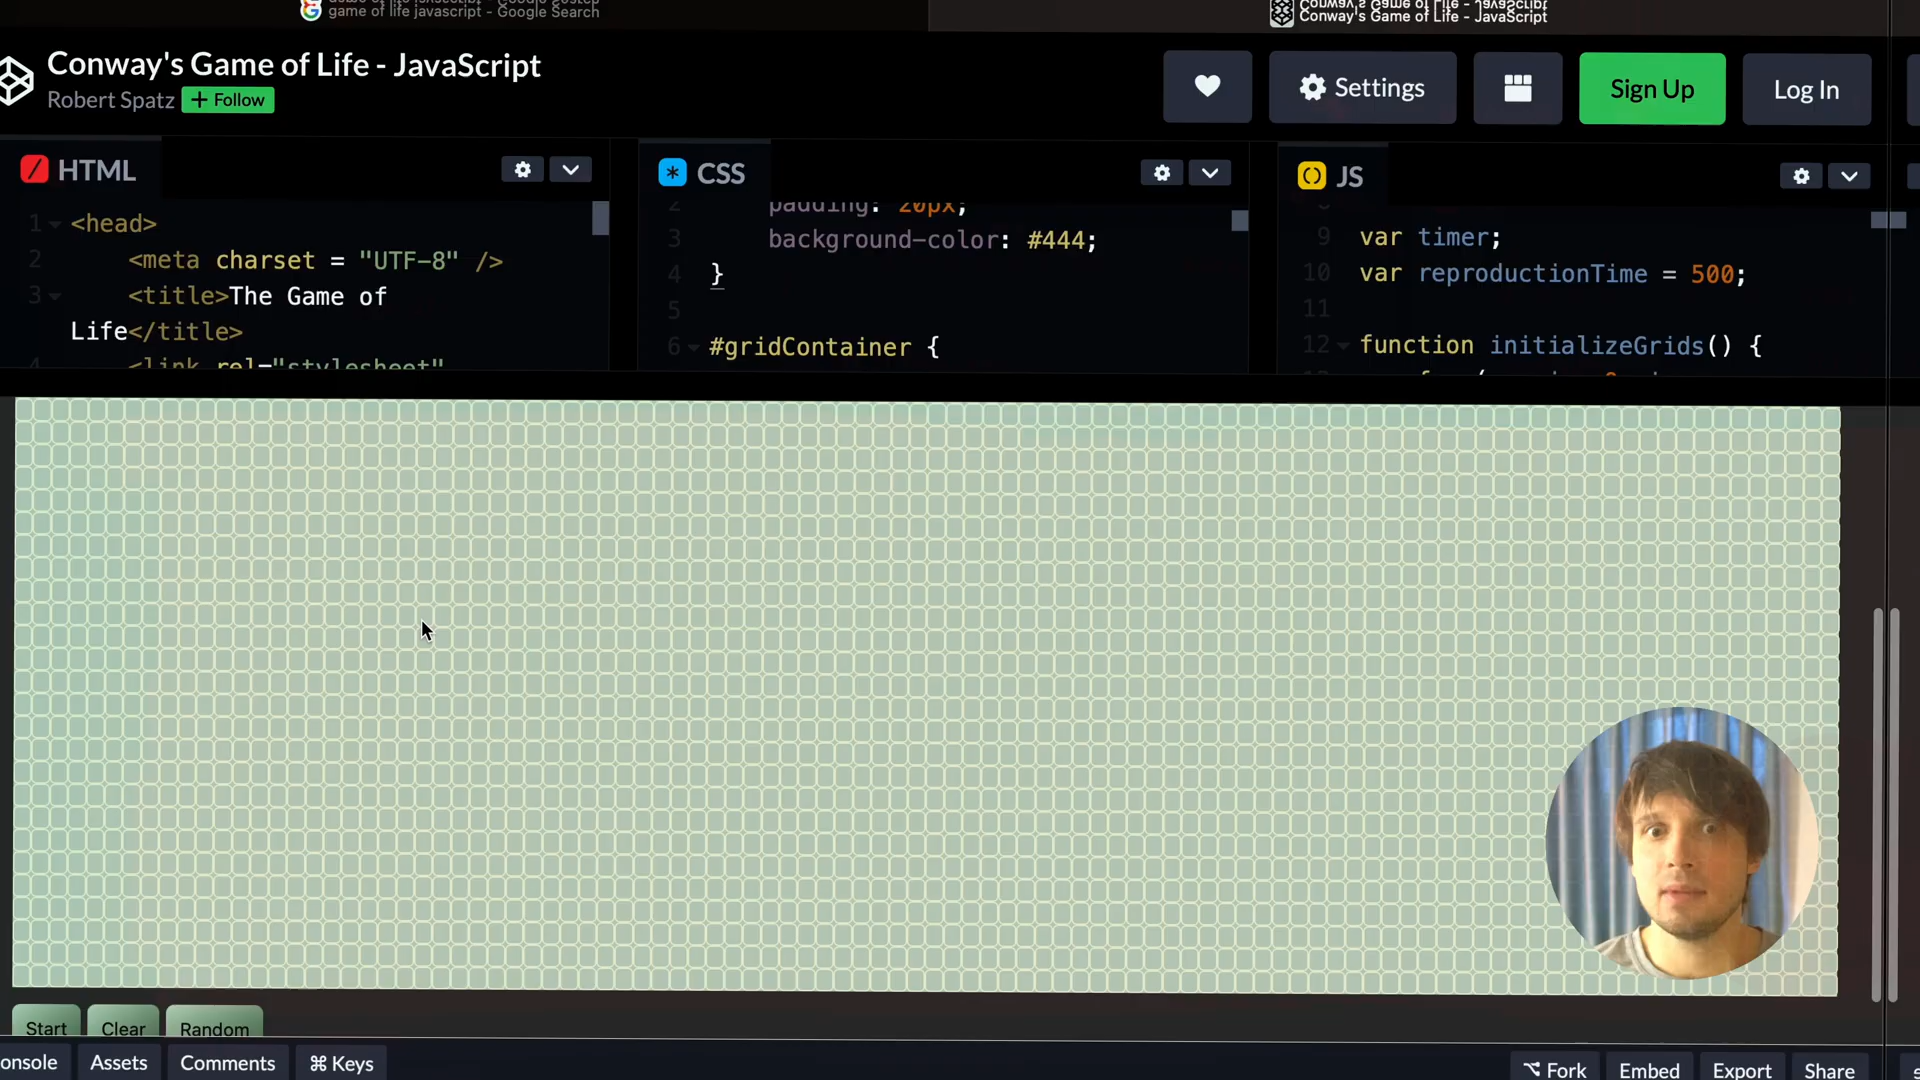 game of life javascript - Google Search
Conway's Game of Life - JavaScript
Conway's Game of Life - JavaScript
Robert Spatz
+ Follow
Settings
Sign Up
Log In
HTML
1 <head>
2 <meta charset = "UTF-8" />
3 <title>The Game of
Life</title>
4 <link rel="stylesheet"
CSS
2 padding: 20px;
3 background-color: #444;
4 }
5
6 #gridContainer {
JS
9 var timer;
10 var reproductionTime = 500;
11
12 function initializeGrids() {
Start
Clear
Random
onsole
Assets
Comments
⌘ Keys
Fork
Embed
Export
Share